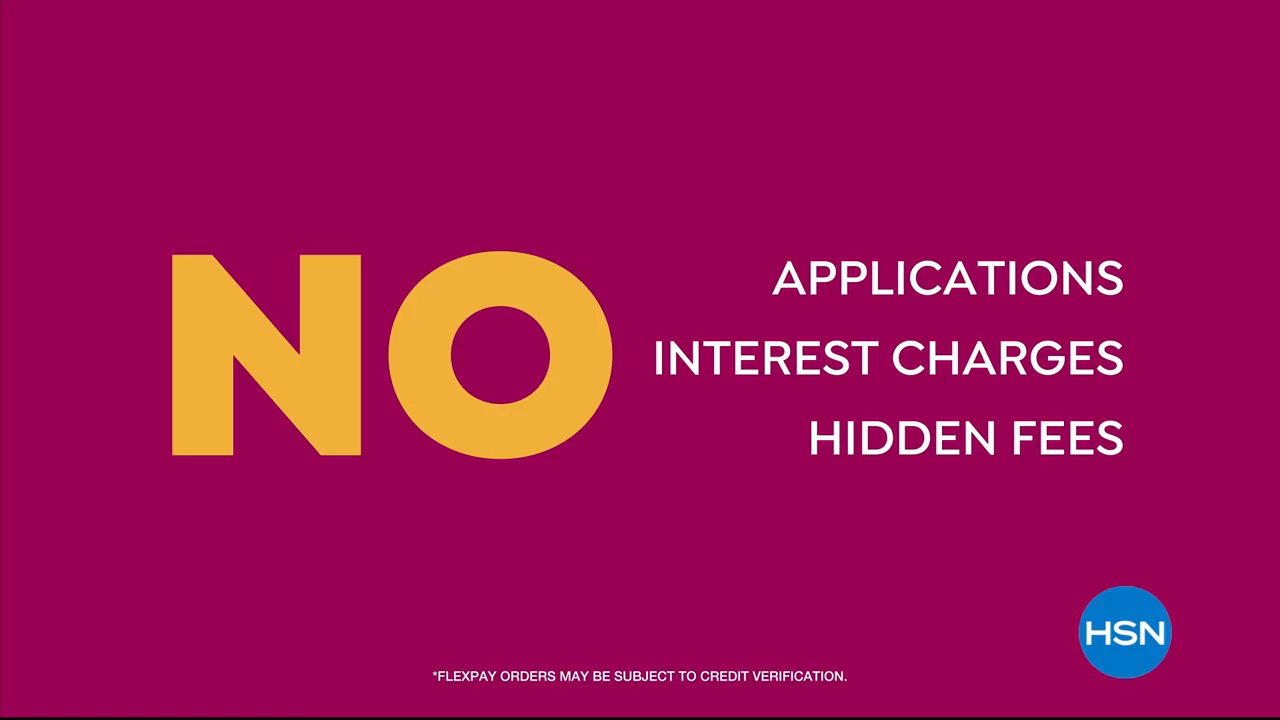 NO
APPLICATIONS
INTEREST CHARGES
HIDDEN FEES
HSN
*FLEXPAY ORDERS MAY BE SUBJECT TO CREDIT VERIFICATION.